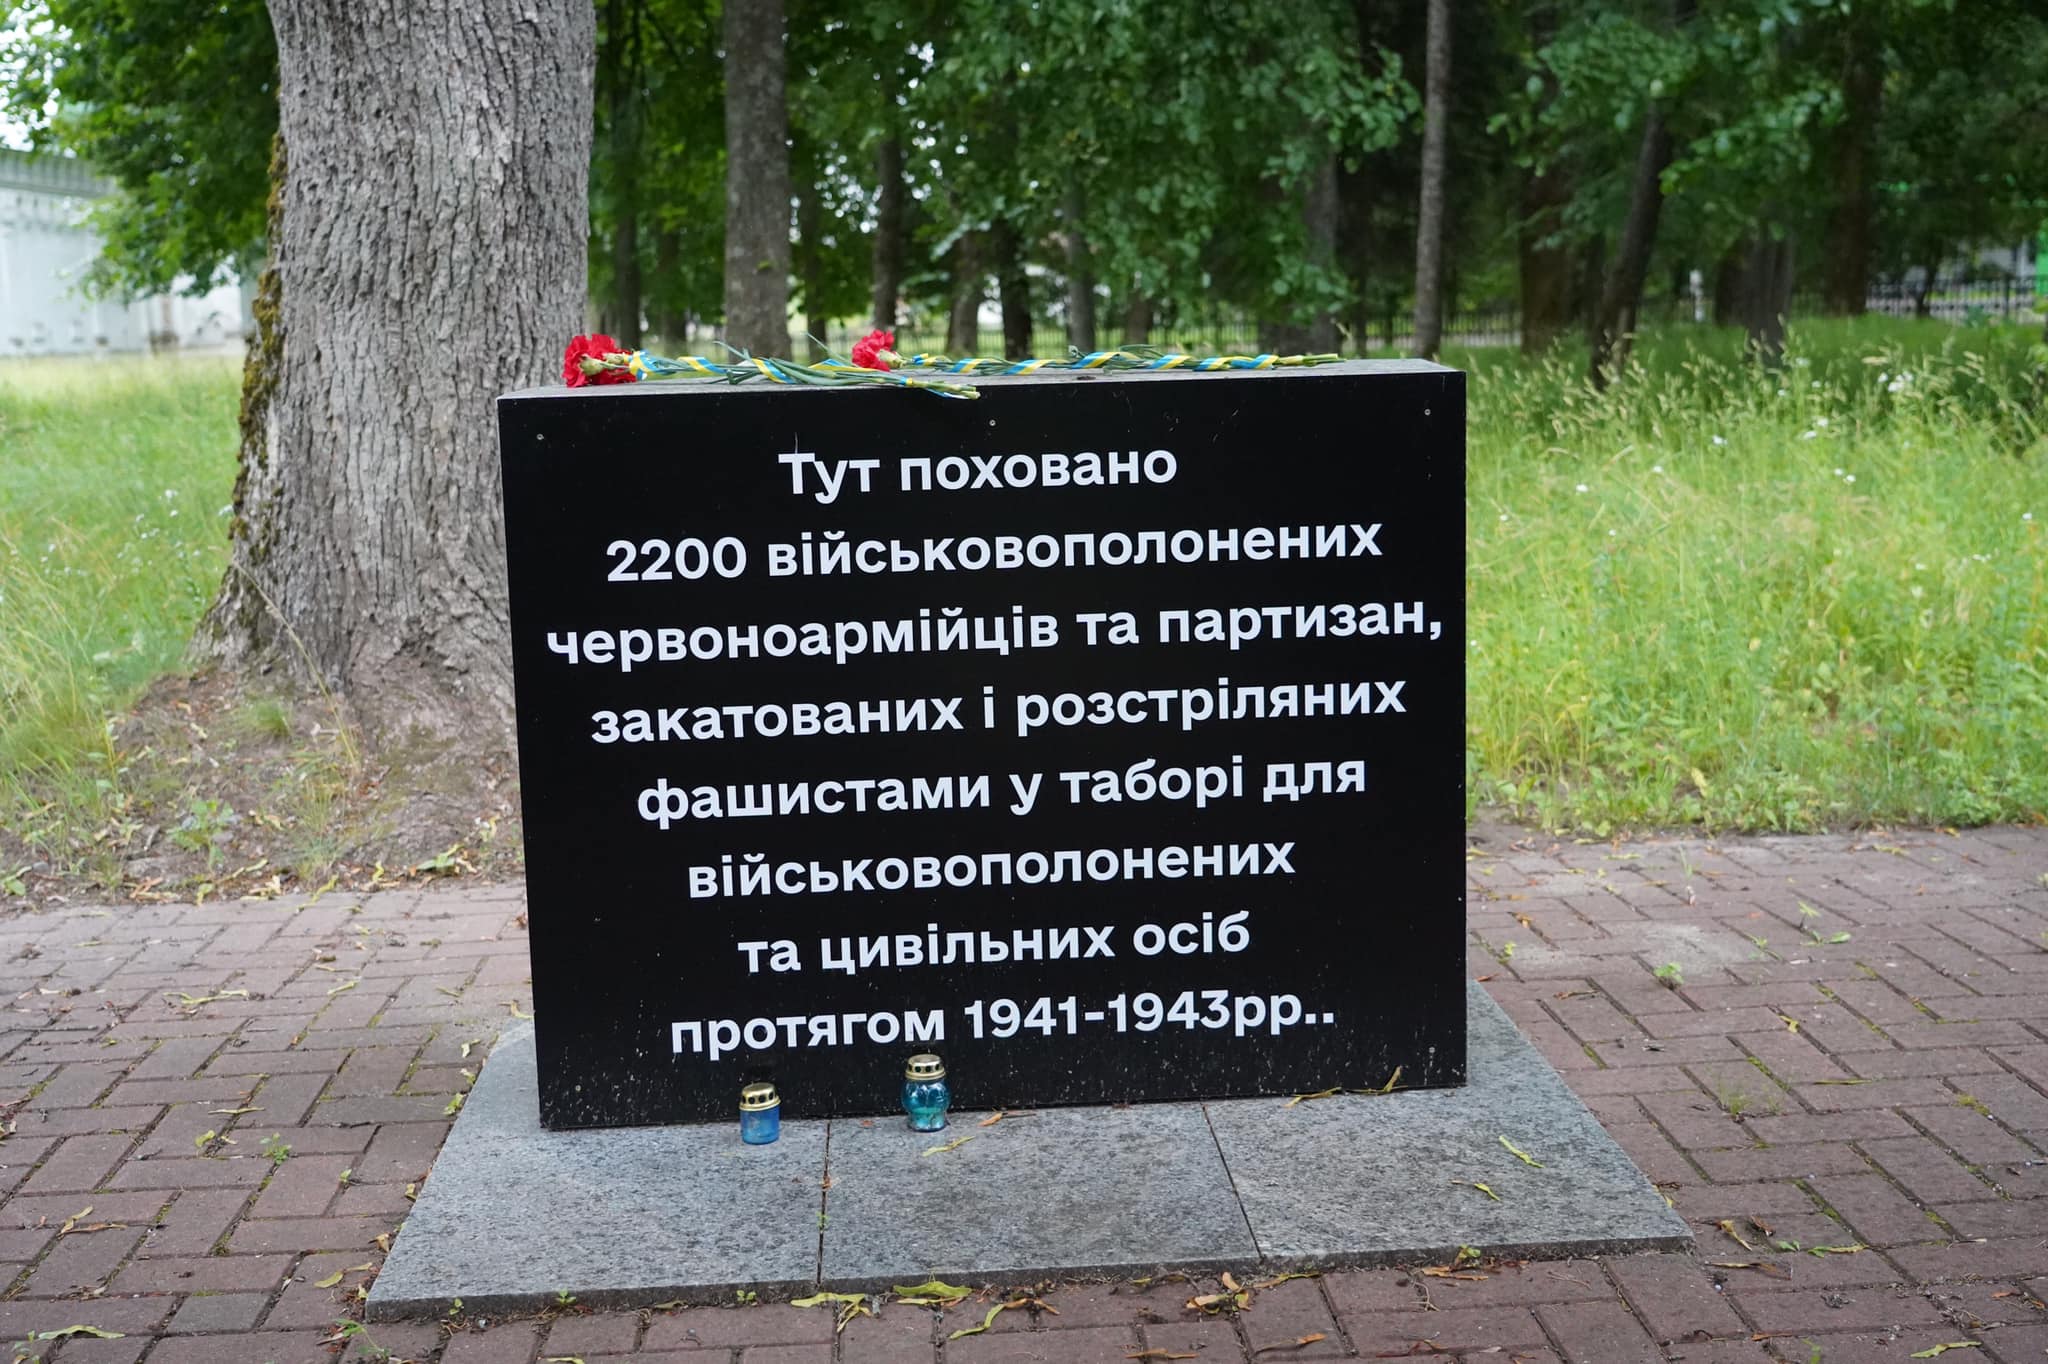 Тут поховано
2200 військовополонених
червоноармійців та партизан,
закатованих і розстріляних
фашистами у таборі для
військовополонених
та цивільних осіб
протягом 1941-1943рр..